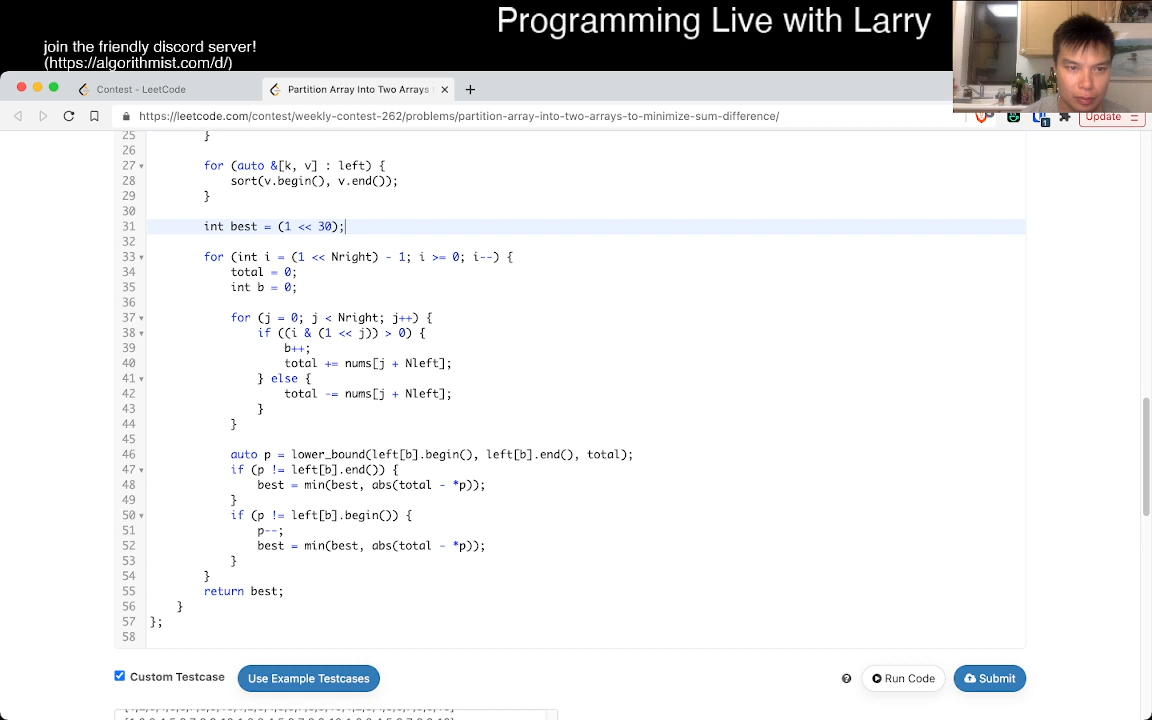 Programming Live with Larry
join the friendly discord server!
(https://algorithmist.com/d/)
Contest - LeetCode
Partition Array Into Two Arrays
https://leetcode.com/contest/weekly-contest-262/problems/partition-array-into-two-arrays-to-minimize-sum-difference/
Update
25 }
26
27 for (auto &[k, v] : left) {
28 sort(v.begin(), v.end());
29 }
30
31 int best = (1 << 30);
32
33 for (int i = (1 << Nright) - 1; i >= 0; i--) {
34 total = 0;
35 int b = 0;
36
37 for (j = 0; j < Nright; j++) {
38 if ((i & (1 << j)) > 0) {
39 b++;
40 total += nums[j + Nleft];
41 } else {
42 total -= nums[j + Nleft];
43 }
44 }
45
46 auto p = lower_bound(left[b].begin(), left[b].end(), total);
47 if (p != left[b].end()) {
48 best = min(best, abs(total - *p));
49 }
50 if (p != left[b].begin()) {
51 p--;
52 best = min(best, abs(total - *p));
53 }
54 }
55 return best;
56 }
57 };
58
Custom Testcase
Use Example Testcases
Run Code
Submit